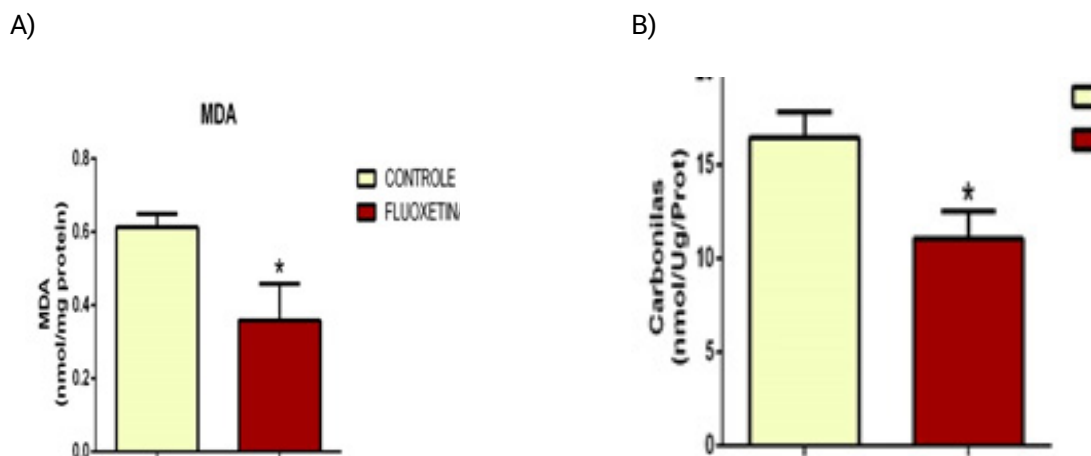 A)
B)
MDA
0.8
0.6
0.4
0.2
0.0
MDA
(nmol/mg protein)
CONTROLE
FLUOXETINA
*
15
10
5
0
Carbonilas
(nmol/Ug/Prot)
*